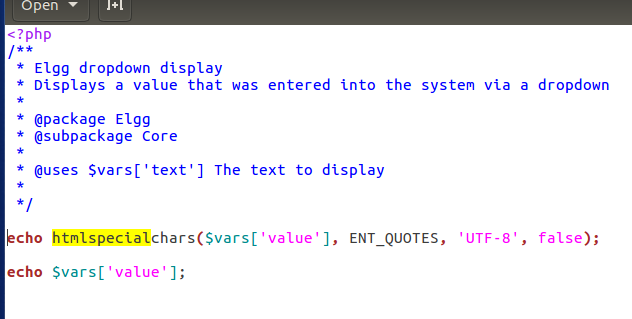 Open
<?php
/**
 * Elgg dropdown display
 * Displays a value that was entered into the system via a dropdown
 *
 * @package Elgg
 * @subpackage Core
 *
 * @uses $vars['text'] The text to display
 *
 */
echo htmlspecialchars($vars['value'], ENT_QUOTES, 'UTF-8', false);
echo $vars['value'];